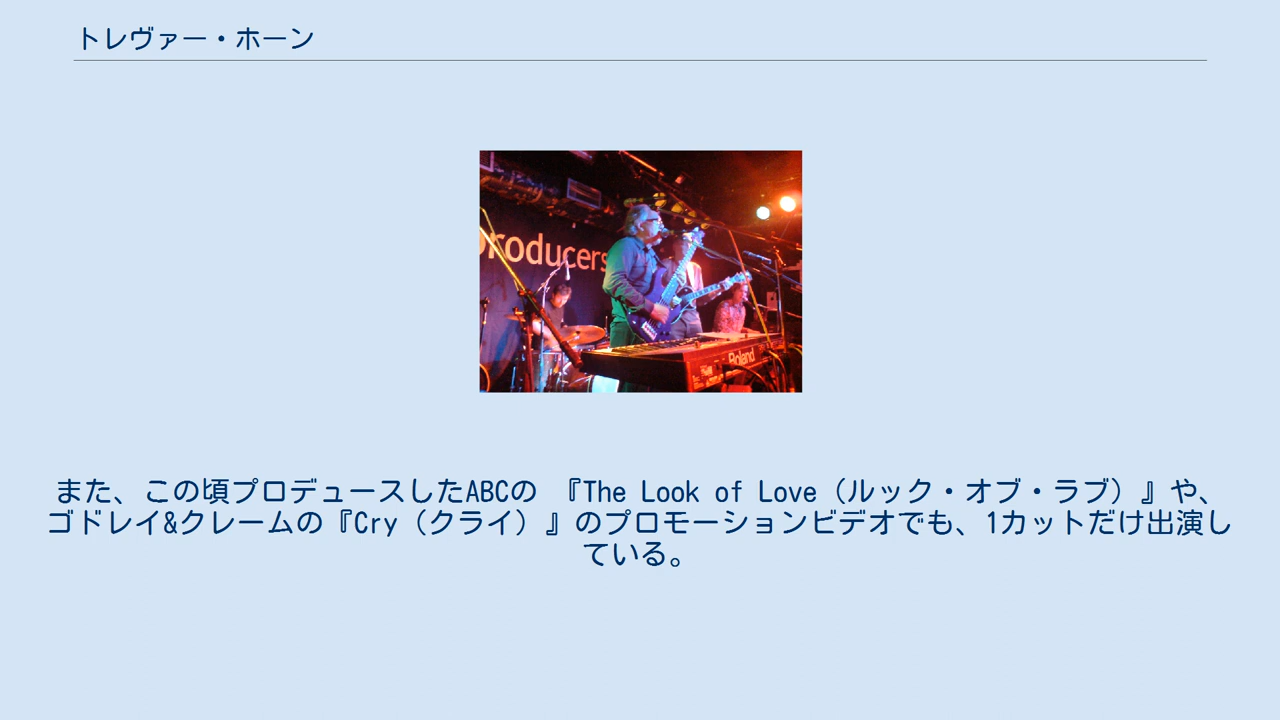 トレヴァー・ホーン
producers
Roland
また、この頃プロデュースしたABCの 『The Look of Love（ルック・オブ・ラブ）』や、
ゴドレイ&クレームの『Cry（クライ）』のプロモーションビデオでも、1カットだけ出演し
ている。